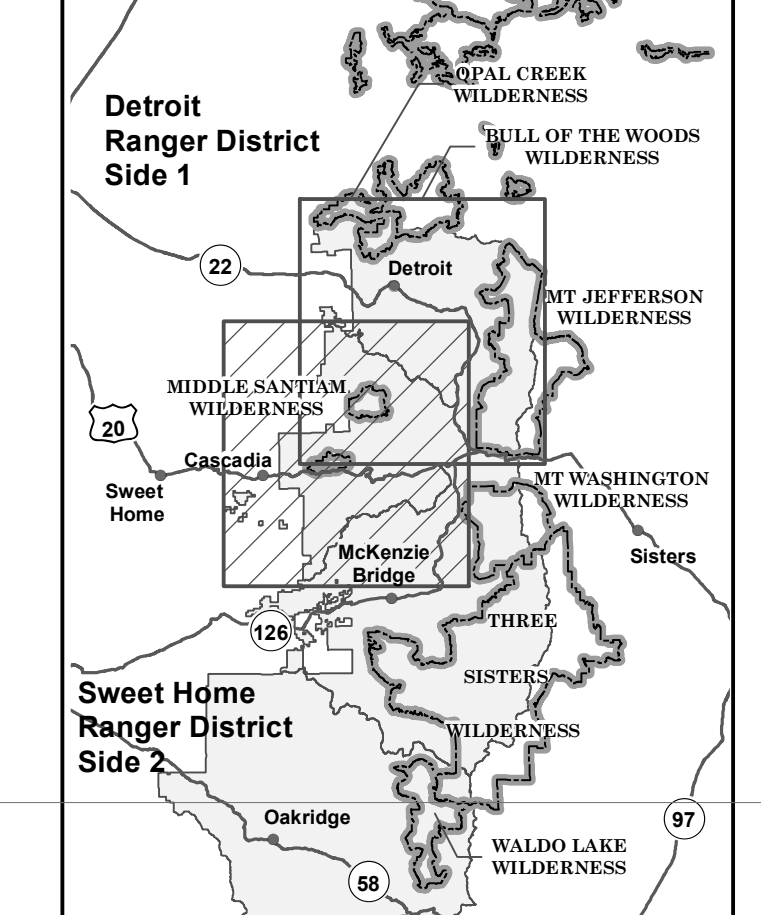 OPAL CREEK
WILDERNESS
Detroit
Ranger District
Side 1
BULL OF THE WOODS
WILDERNESS
22
Detroit
MT JEFFERSON
WILDERNESS
MIDDLE SANTIAM
WILDERNESS
20
Cascadia
Sweet
Home
MT WASHINGTON
WILDERNESS
McKenzie
Bridge
Sisters
126
THREE
SISTERS
WILDERNESS
Sweet Home
Ranger District
Side 2
Oakridge
97
WALDO LAKE
WILDERNESS
58